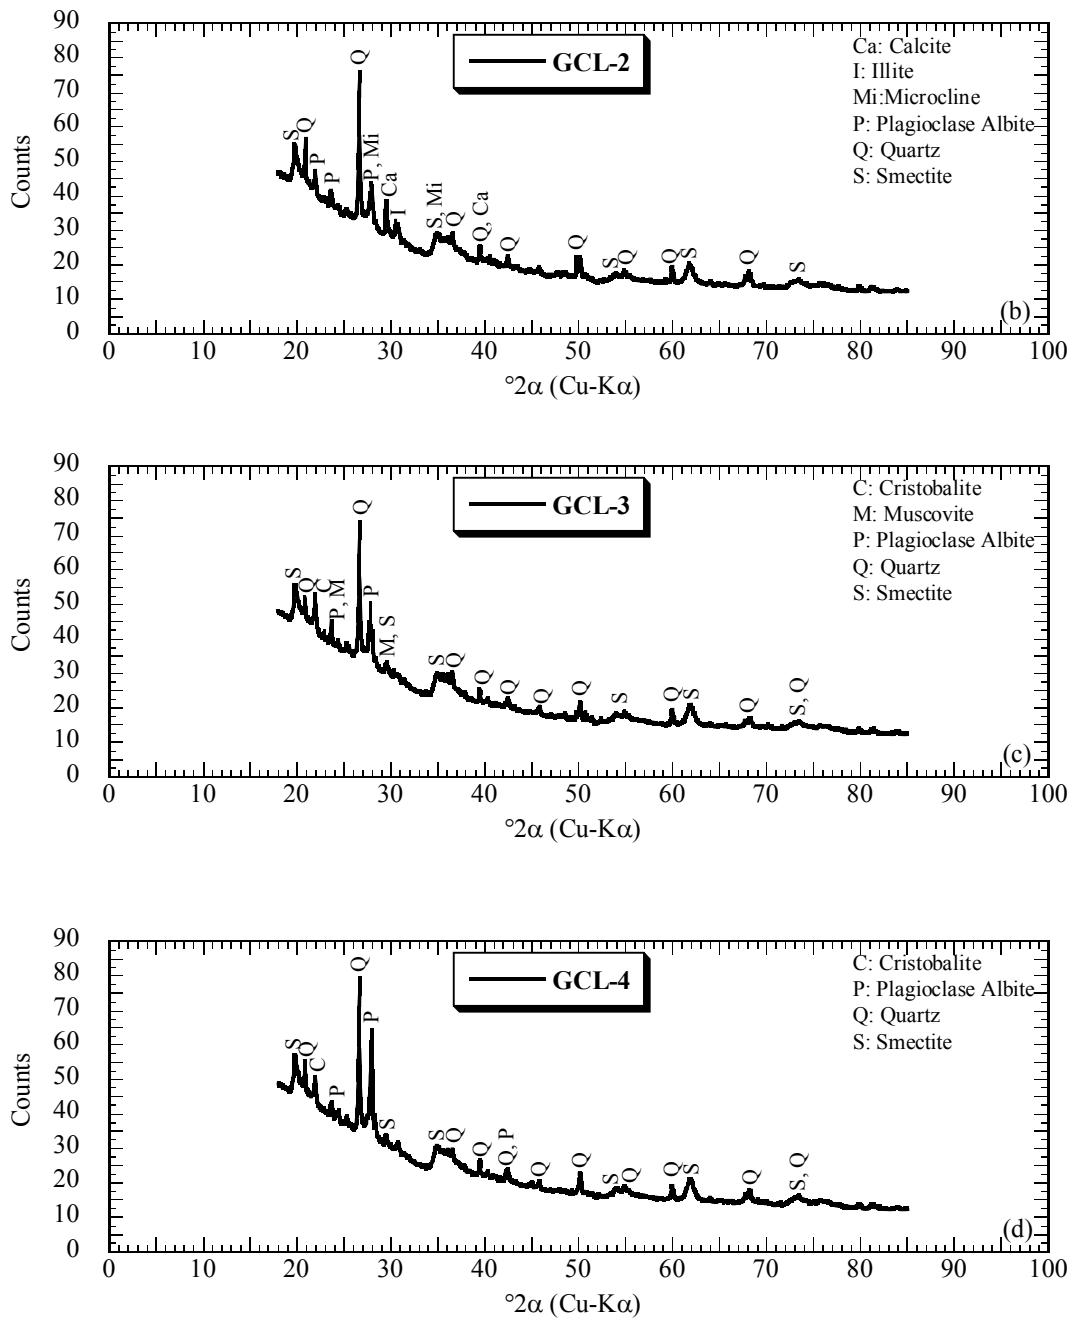 90
80
70
60
50
40
30
20
10
0
Counts
GCL-2
Ca: Calcite
I: Illite
Mi:Microcline
P: Plagioclase Albite
Q: Quartz
S: Smectite
S
Q
P
P
Q
P, Mi
Ca
I
S, Mi
Q
Q, Ca
Q
Q
S
Q
Q
S
Q
S
(b)
0 10 20 30 40 50 60 70 80 90 100
°2α (Cu-Kα)
90
80
70
60
50
40
30
20
10
0
Counts
GCL-3
C: Cristobalite
M: Muscovite
P: Plagioclase Albite
Q: Quartz
S: Smectite
S
Q
C
P, M
Q
P
M, S
S
Q
Q
Q
Q
Q
S
Q
S
Q
S, Q
(c)
0 10 20 30 40 50 60 70 80 90 100
°2α (Cu-Kα)
90
80
70
60
50
40
30
20
10
0
Counts
GCL-4
C: Cristobalite
P: Plagioclase Albite
Q: Quartz
S: Smectite
S
Q
C
P
Q
P
S
S
Q
Q
Q, P
Q
Q
S
Q
Q
S
Q
S, Q
(d)
0 10 20 30 40 50 60 70 80 90 100
°2α (Cu-Kα)